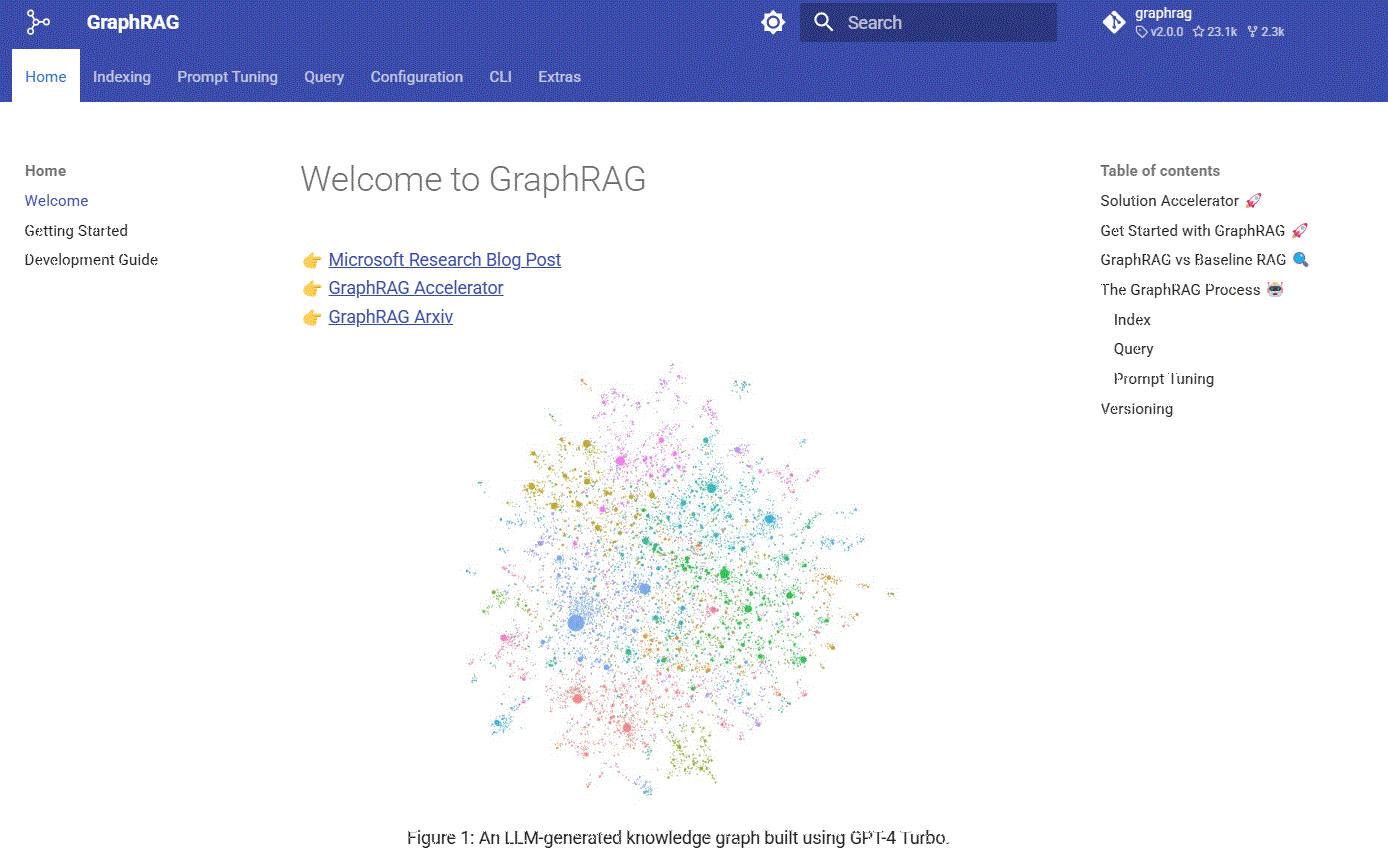 GraphRAG
Search
graphrag
v2.0.0 23.1k 2.3k
Home Indexing Prompt Tuning Query Configuration CLI Extras
Home
Welcome
Getting Started
Development Guide
Welcome to GraphRAG
👉 Microsoft Research Blog Post
👉 GraphRAG Accelerator
👉 GraphRAG Arxiv
Figure 1: An LLM-generated knowledge graph built using GPT-4 Turbo.
Table of contents
Solution Accelerator 🚀
Get Started with GraphRAG 🚀
GraphRAG vs Baseline RAG 🔍
The GraphRAG Process 🤖
Index
Query
Prompt Tuning
Versioning